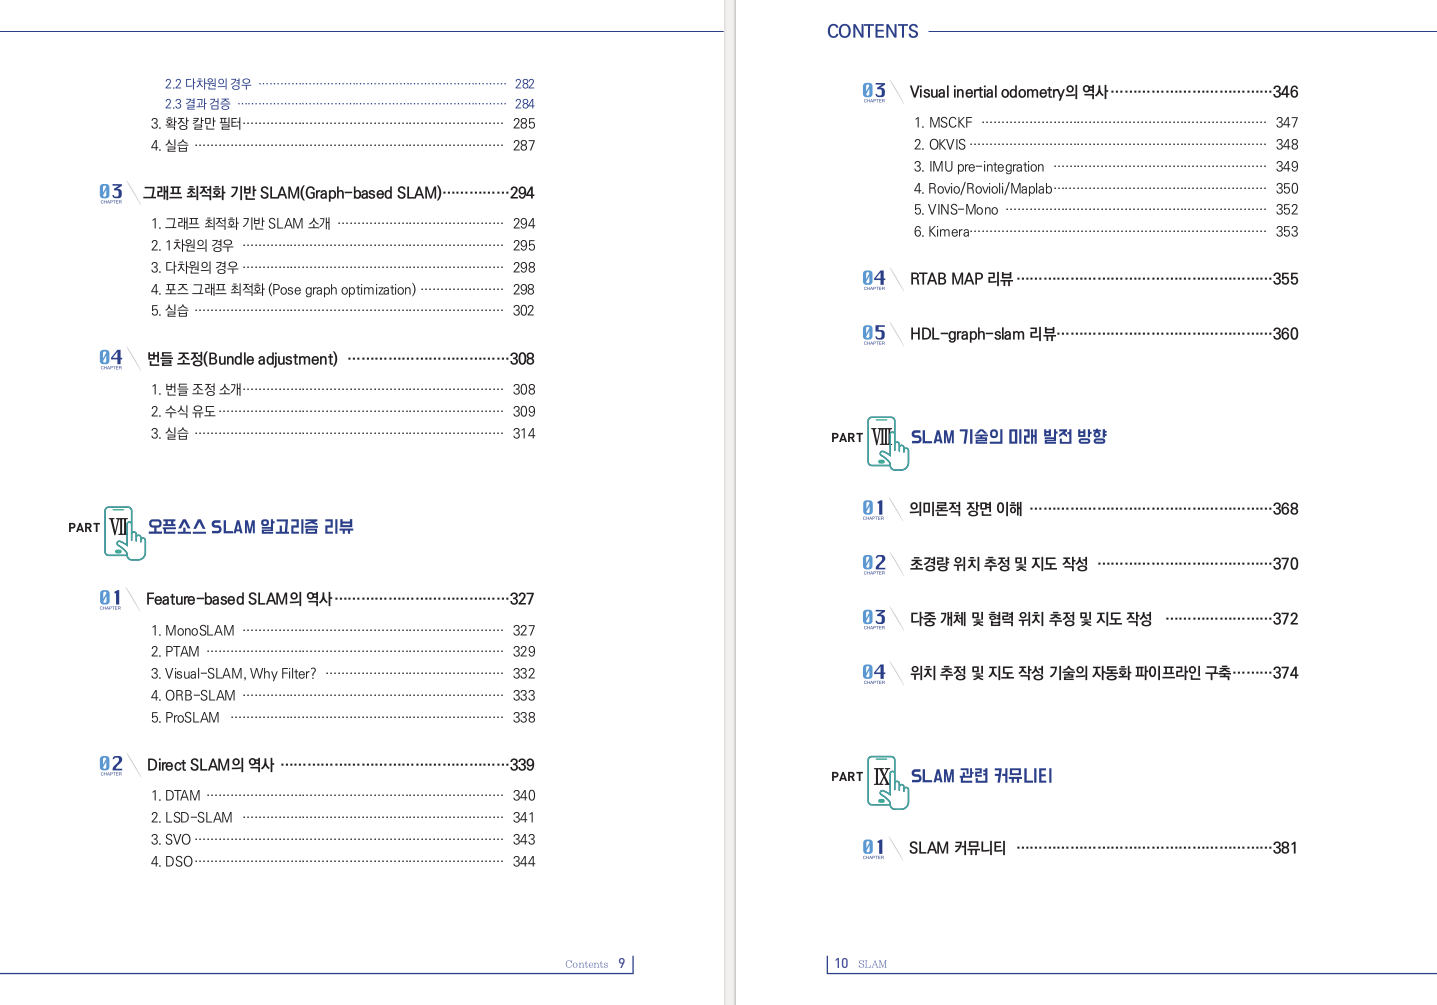 2.2 다차원의 경우 ································ 282
2.3 결과 검증 ································ 284
3. 확장 칼만 필터 ································ 285
4. 실습 ································ 287
03 CHAPTER 그래프 최적화 기반 SLAM(Graph-based SLAM) ··············· 294
1. 그래프 최적화 기반 SLAM 소개 ································ 294
2. 1차원의 경우 ································ 295
3. 다차원의 경우 ································ 298
4. 포즈 그래프 최적화 (Pose graph optimization) ····················· 298
5. 실습 ································ 302
04 CHAPTER 번들 조정(Bundle adjustment) ································ 308
1. 번들 조정 소개 ································ 308
2. 수식 유도 ································ 309
3. 실습 ································ 314
PART Ⅶ 오픈소스 SLAM 알고리즘 리뷰
01 CHAPTER Feature-based SLAM의 역사 ································ 327
1. MonoSLAM ································ 327
2. PTAM ································ 329
3. Visual-SLAM, Why Filter? ································ 332
4. ORB-SLAM ································ 333
5. ProSLAM ································ 338
02 CHAPTER Direct SLAM의 역사 ································ 339
1. DTAM ································ 340
2. LSD-SLAM ································ 341
3. SVO ································ 343
4. DSO ································ 344
Contents 9
CONTENTS
03 CHAPTER Visual inertial odometry의 역사 ································ 346
1. MSCKF ································ 347
2. OKVIS ································ 348
3. IMU pre-integration ································ 349
4. Rovio/Rovioli/Maplab ································ 350
5. VINS-Mono ································ 352
6. Kimera ································ 353
04 CHAPTER RTAB MAP 리뷰 ································ 355
05 CHAPTER HDL-graph-slam 리뷰 ································ 360
PART Ⅷ SLAM 기술의 미래 발전 방향
01 CHAPTER 의미론적 장면 이해 ································ 368
02 CHAPTER 초경량 위치 추정 및 지도 작성 ································ 370
03 CHAPTER 다중 개체 및 협력 위치 추정 및 지도 작성 ························ 372
04 CHAPTER 위치 추정 및 지도 작성 기술의 자동화 파이프라인 구축 ········· 374
PART Ⅸ SLAM 관련 커뮤니티
01 CHAPTER SLAM 커뮤니티 ································ 381
10 SLAM